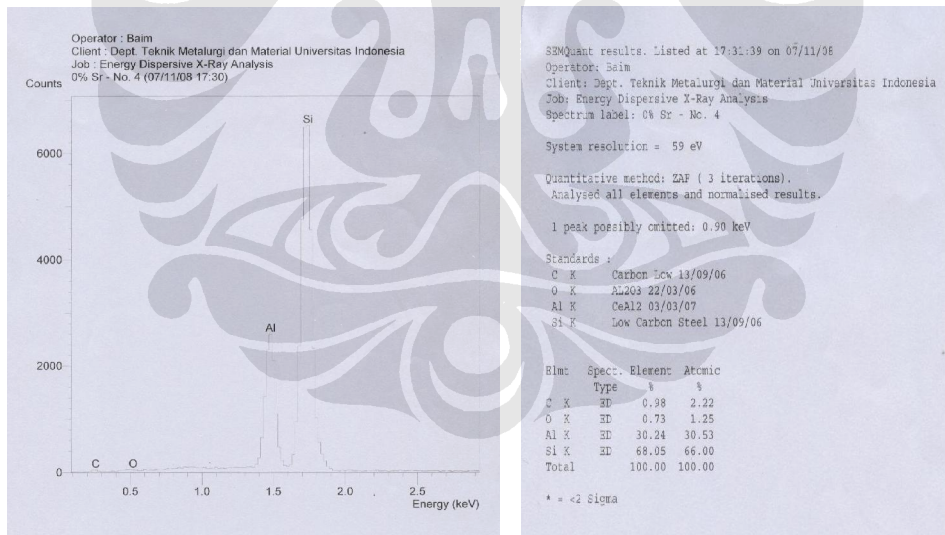 Operator : Baim
Client : Dept. Teknik Metalurgi dan Material Universitas Indonesia
Job : Energy Dispersive X-Ray Analysis
0% Sr - No. 4 (07/11/08 17:30)
Counts
Si
6000
4000
Al
2000
C O
0
0.5 1.0 1.5 2.0 2.5
Energy (keV)
SEMQuant results. Listed at 17:31:39 on 07/11/08
Operator: Baim
Client: Dept. Teknik Metalurgi dan Material Universitas Indonesia
Job: Energy Dispersive X-Ray Analysis
Spectrum label: 0% Sr - No. 4
System resolution = 59 eV
Quantitative method: ZAF ( 3 iterations).
Analysed all elements and normalised results.
1 peak possibly omitted: 0.90 keV
Standards :
C K Carbon Low 13/09/06
O K AL2O3 22/03/06
Al K CeAl2 03/03/07
Si K Low Carbon Steel 13/09/06
Elmt Spect. Element Atomic
Type % %
C K ED 0.98 2.22
O K ED 0.73 1.25
Al K ED 30.24 30.53
Si K ED 68.05 66.00
Total 100.00 100.00
* = <2 Sigma